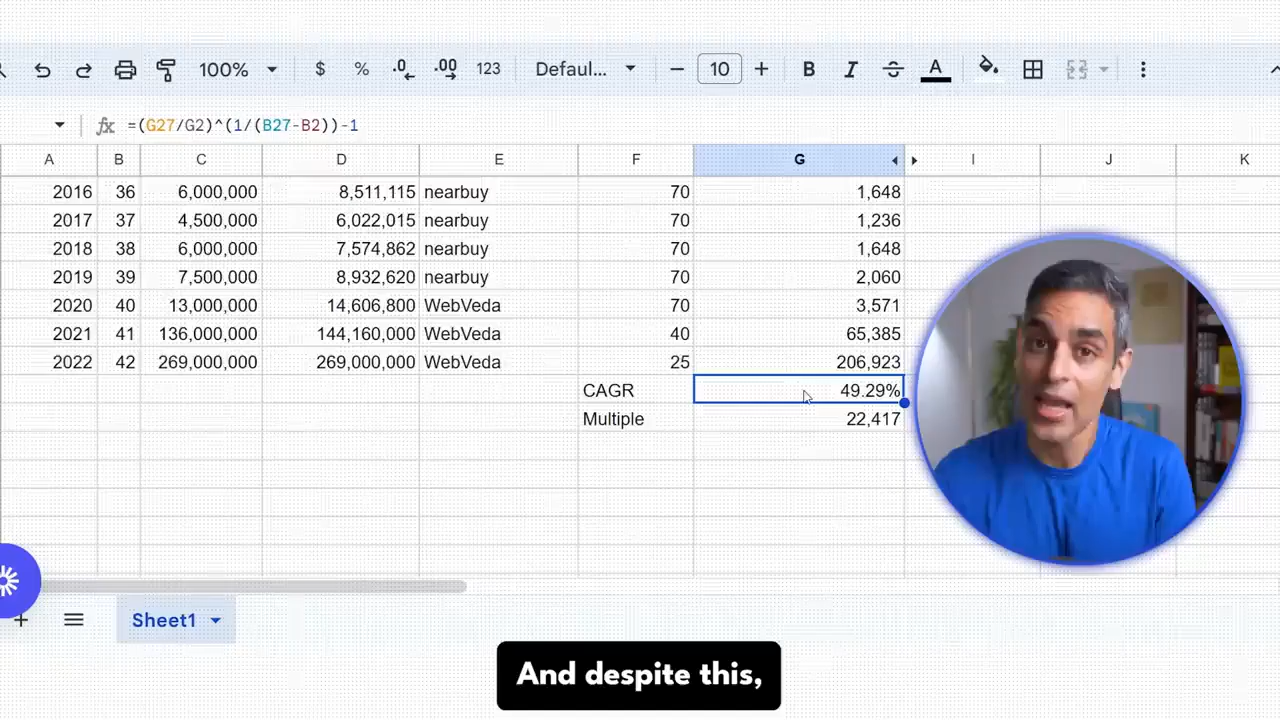 100% $ % .0 .00 123 Defaul... − 10 + B I S A
fx =(G27/G2)^(1/(B27-B2))-1
A B C D E F G I J K
2016 36 6,000,000 8,511,115 nearbuy 70 1,648
2017 37 4,500,000 6,022,015 nearbuy 70 1,236
2018 38 6,000,000 7,574,862 nearbuy 70 1,648
2019 39 7,500,000 8,932,620 nearbuy 70 2,060
2020 40 13,000,000 14,606,800 WebVeda 70 3,571
2021 41 136,000,000 144,160,000 WebVeda 40 65,385
2022 42 269,000,000 269,000,000 WebVeda 25 206,923
CAGR 49.29%
Multiple 22,417
+ Sheet1
And despite this,